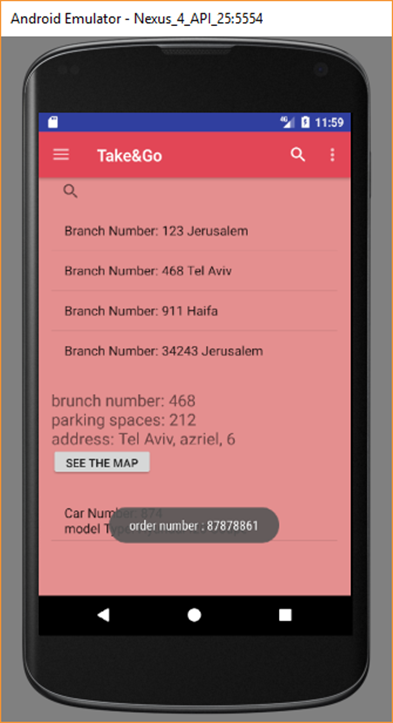 Android Emulator - Nexus_4_API_25:5554
4G 11:59
Take&Go
Branch Number: 123 Jerusalem
Branch Number: 468 Tel Aviv
Branch Number: 911 Haifa
Branch Number: 34243 Jerusalem
brunch number: 468
parking spaces: 212
address: Tel Aviv, azriel, 6
SEE THE MAP
Car Number: 874
model
order number : 87878861